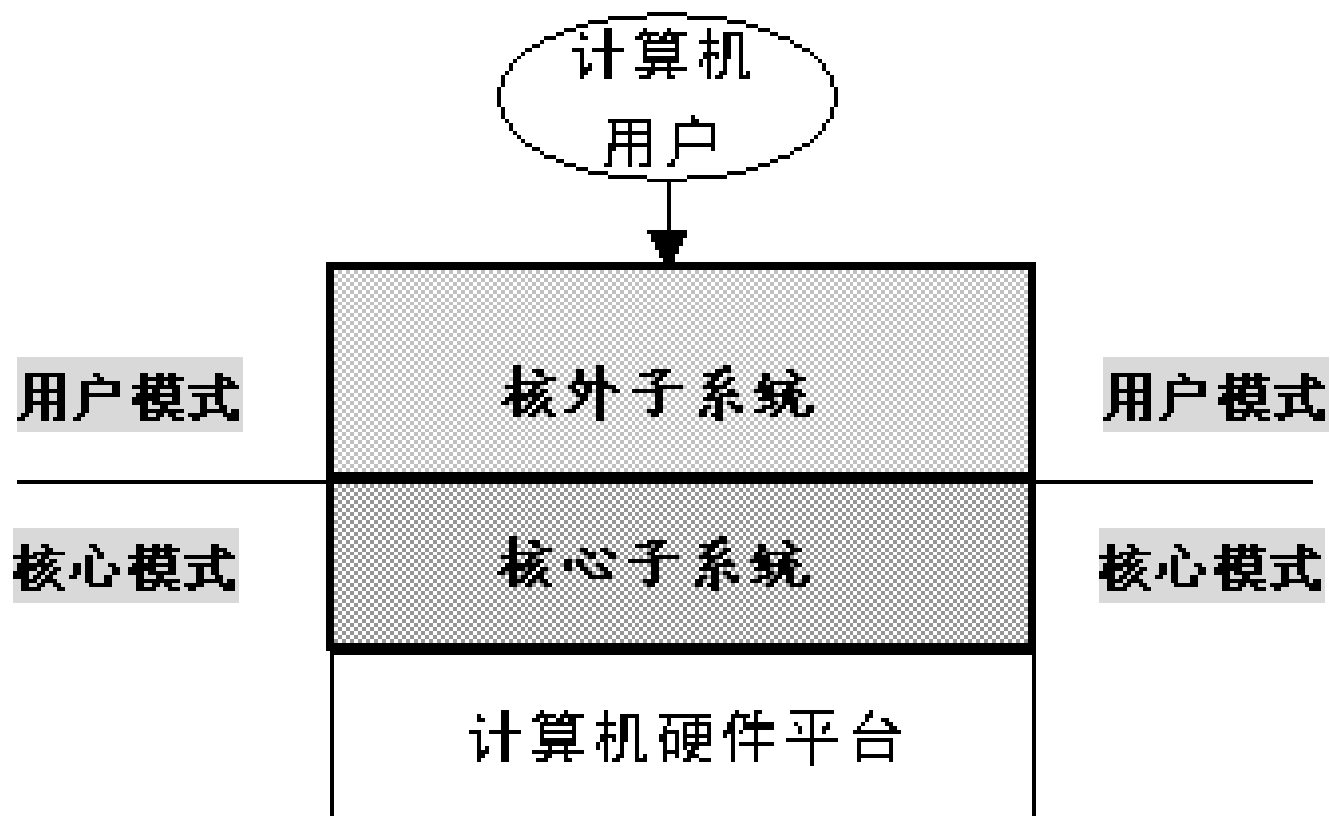 计算机
用户
用户模式
核外子系统
用户模式
核心模式
核心子系统
核心模式
计算机硬件平台